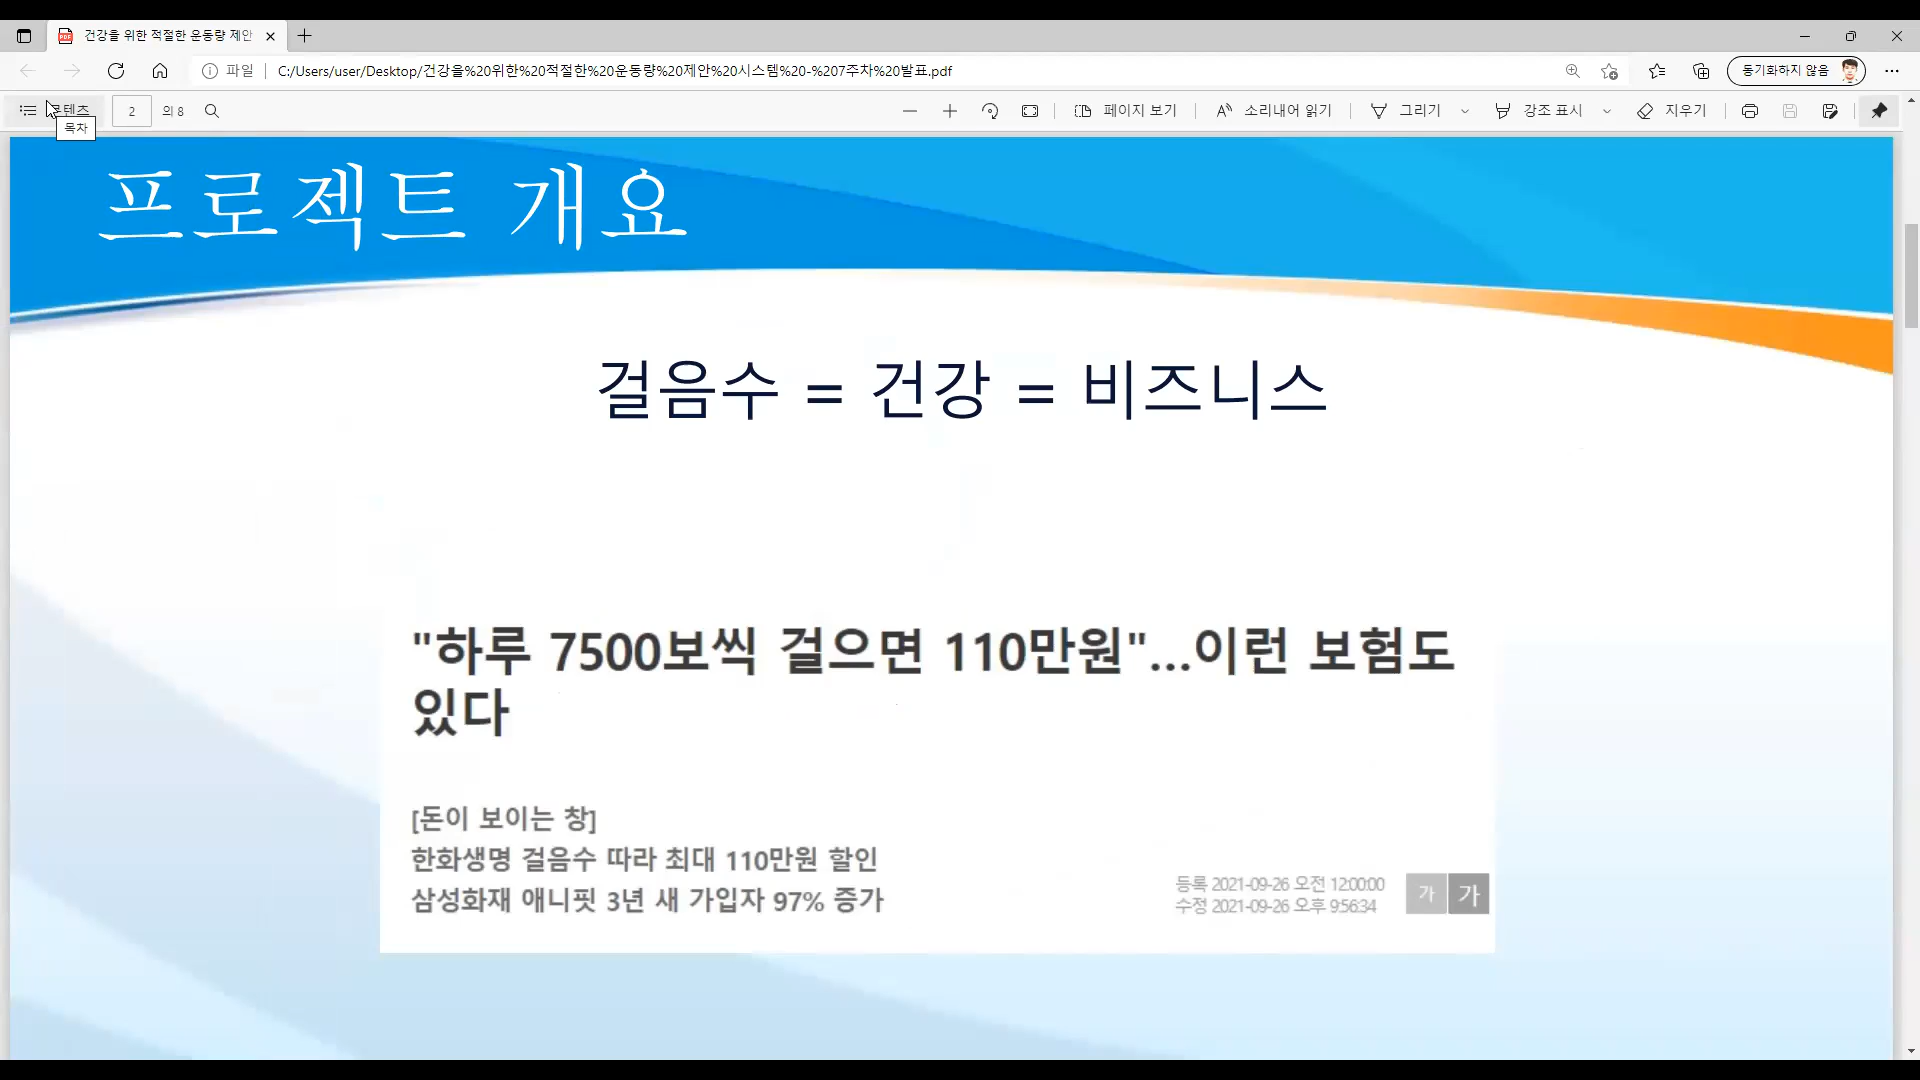 건강을 위한 적절한 운동량 제안
파일
C:/Users/user/Desktop/건강을%20위한%20적절한%20운동량%20제안%20시스템%20-%207주차%20발표.pdf
동기화하지 않음
콘텐츠
2
의 8
페이지 보기
소리내어 읽기
그리기
강조 표시
지우기
목차
프로젝트 개요
걸음수 = 건강 = 비즈니스
"하루 7500보씩 걸으면 110만원"...이런 보험도
있다
[돈이 보이는 창]
한화생명 걸음수 따라 최대 110만원 할인
삼성화재 애니핏 3년 새 가입자 97% 증가
등록 2021-09-26 오전 12:00:00
수정 2021-09-26 오후 9:56:34
가 가